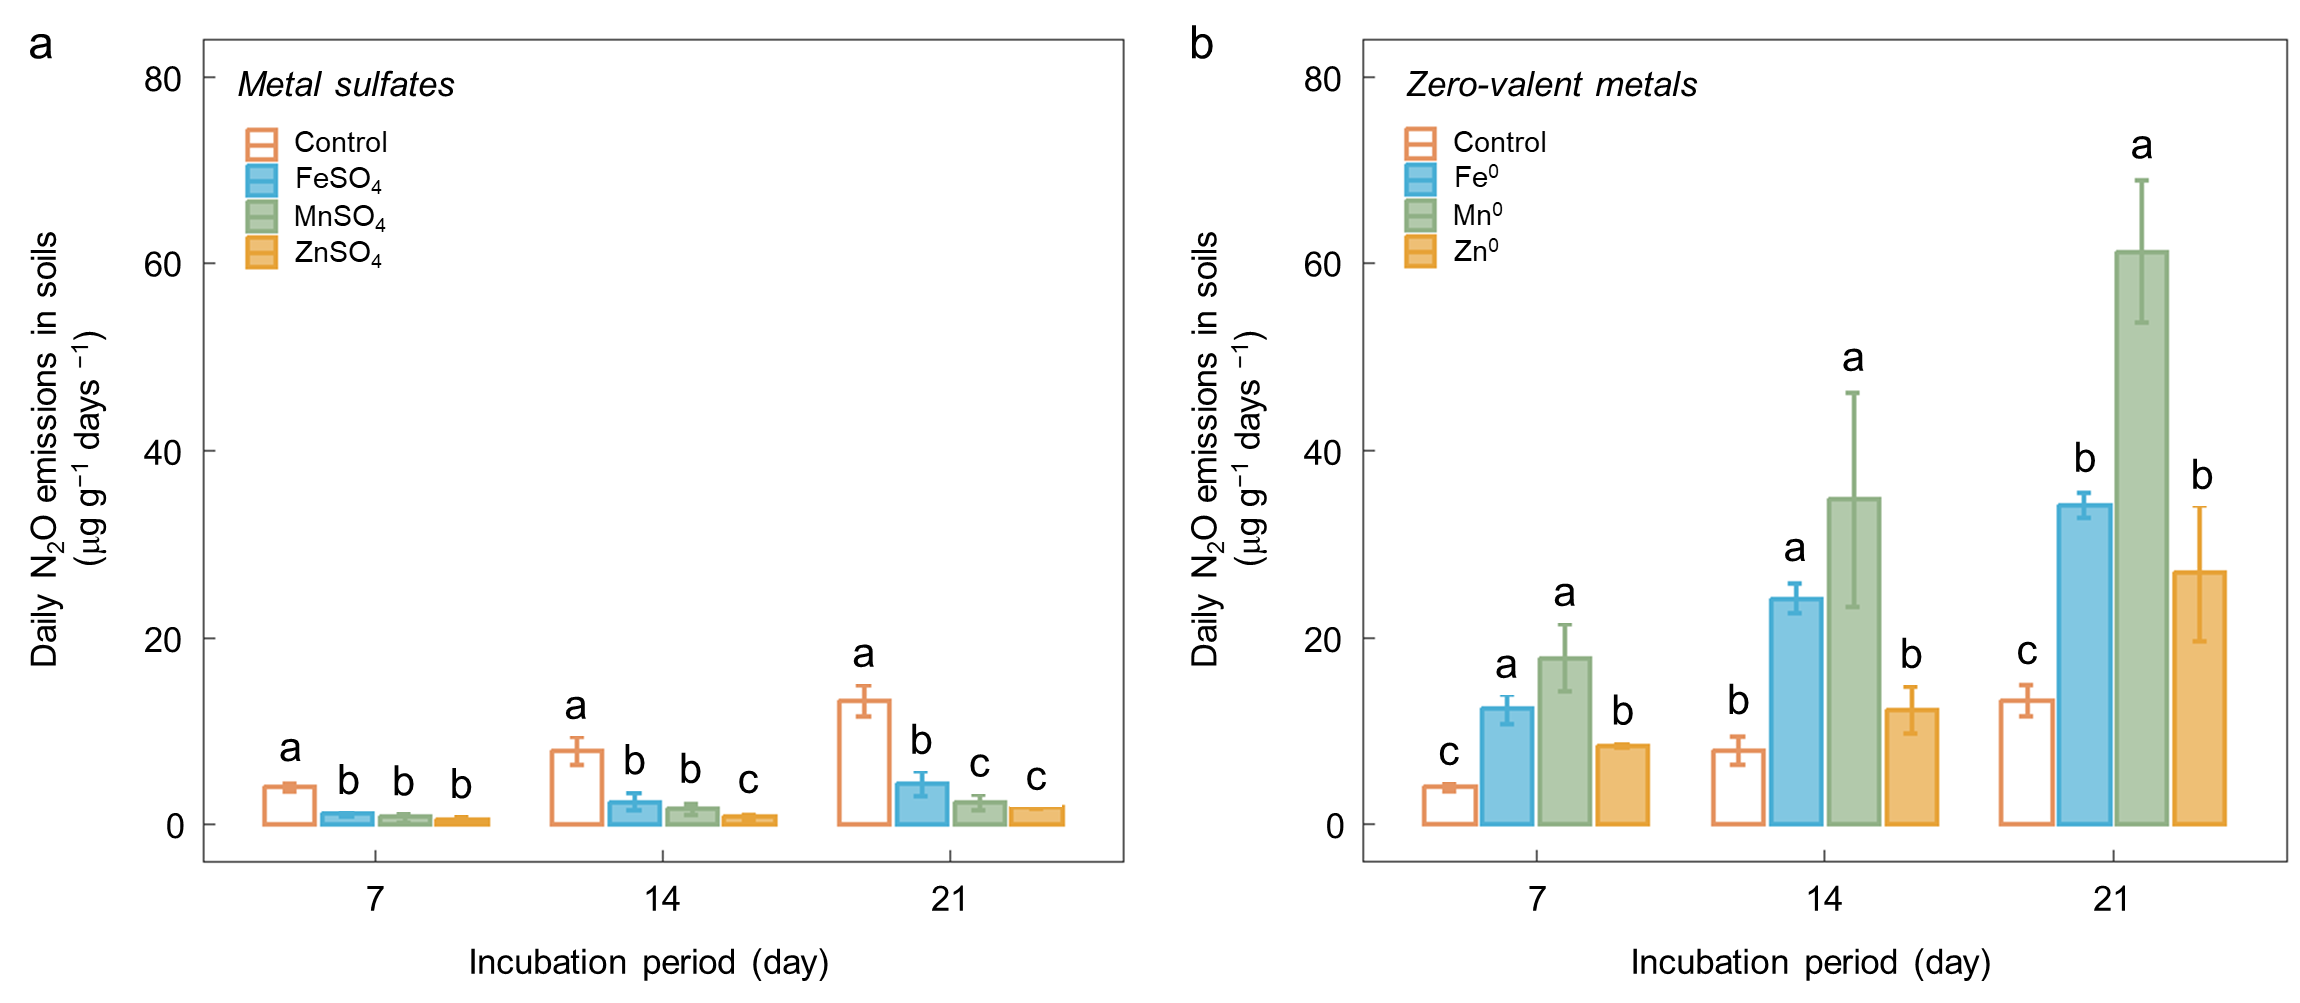 a
Metal sulfates
Control
FeSO₄
MnSO₄
ZnSO₄
Daily N₂O emissions in soils
(μg g⁻¹ days ⁻¹)
80
60
40
20
0
a
b
b
b
a
b
b
c
a
b
c
c
7
14
21
Incubation period (day)
b
Zero-valent metals
Control
Fe⁰
Mn⁰
Zn⁰
Daily N₂O emissions in soils
(μg g⁻¹ days ⁻¹)
80
60
40
20
0
c
a
a
b
b
a
a
b
c
b
a
b
7
14
21
Incubation period (day)